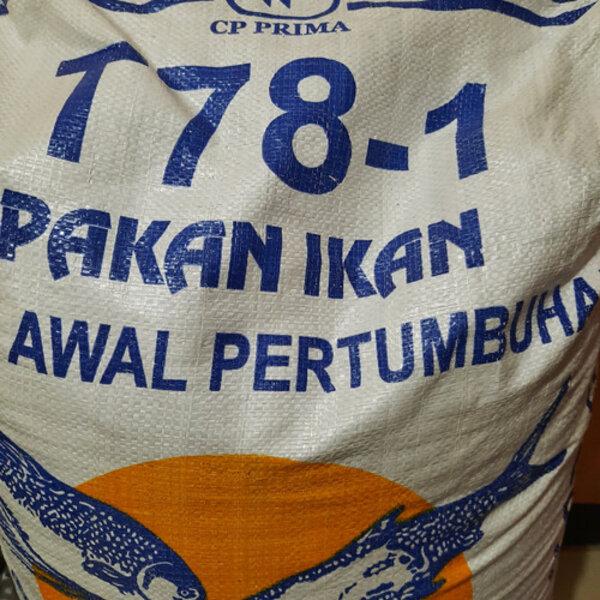 CP PRIMA
T78-1
PAKAN IKAN
AWAL PERTUMBUHA